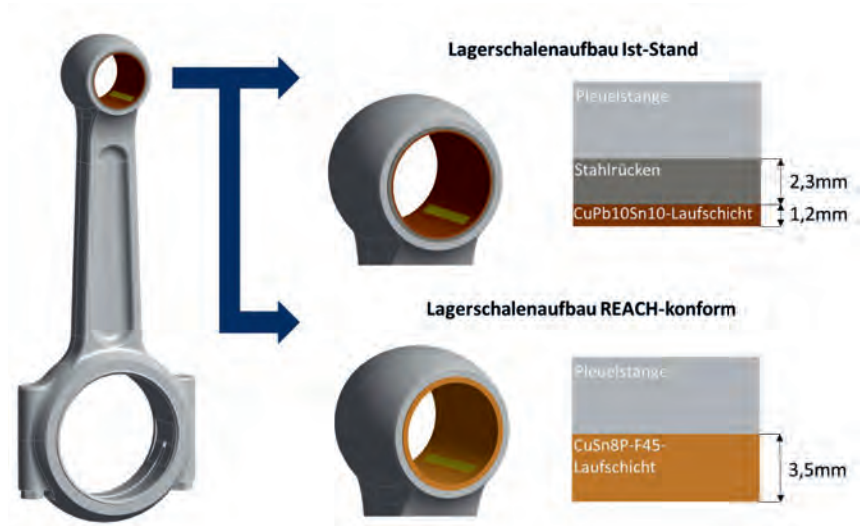 Lagerschalenaufbau Ist-Stand
Pleuelstange
Stahlrücken
2,3mm
CuPb10Sn10-Laufschicht
1,2mm
Lagerschalenaufbau REACH-konform
Pleuelstange
CuSn8P-F45-
Laufschicht
3,5mm